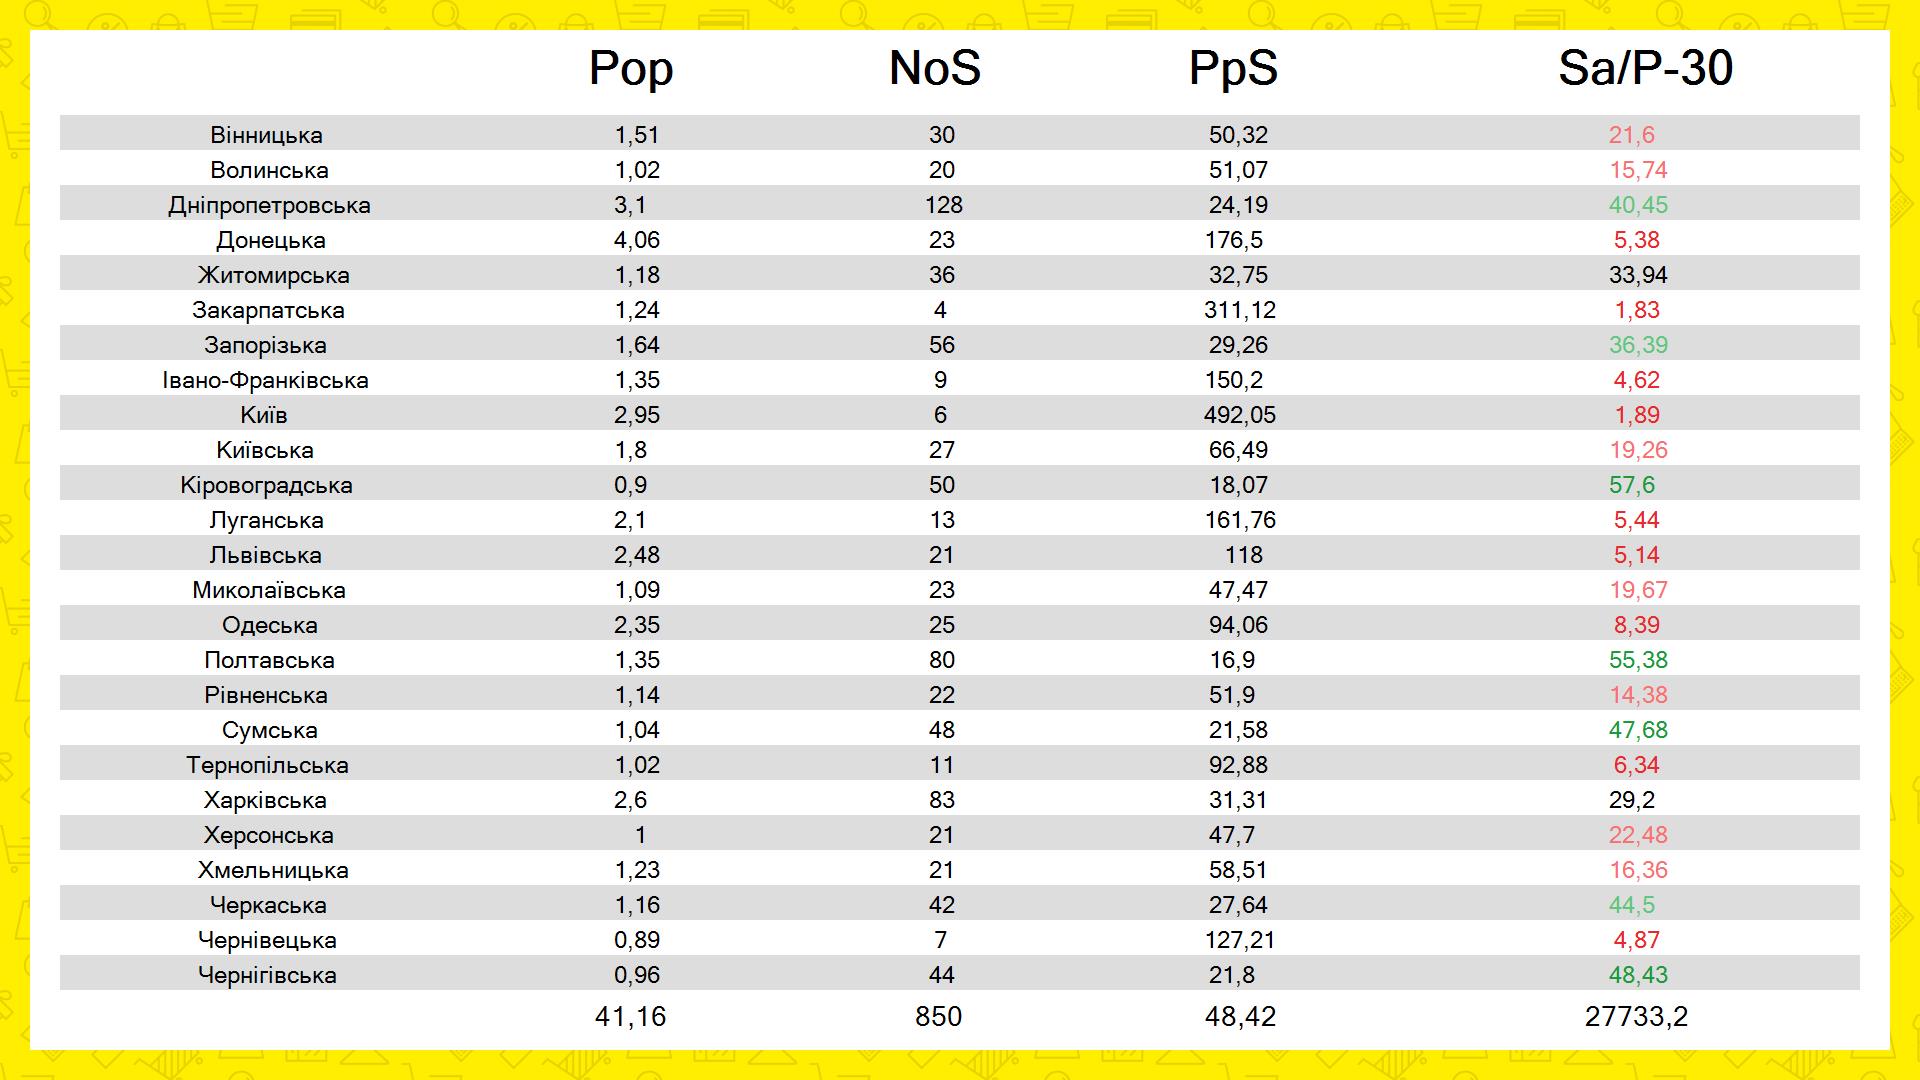 Pop NoS PpS Sa/P-30
Вінницька 1,51 30 50,32 21,6
Волинська 1,02 20 51,07 15,74
Дніпропетровська 3,1 128 24,19 40,45
Донецька 4,06 23 176,5 5,38
Житомирська 1,18 36 32,75 33,94
Закарпатська 1,24 4 311,12 1,83
Запорізька 1,64 56 29,26 36,39
Івано-Франківська 1,35 9 150,2 4,62
Київ 2,95 6 492,05 1,89
Київська 1,8 27 66,49 19,26
Кіровоградська 0,9 50 18,07 57,6
Луганська 2,1 13 161,76 5,44
Львівська 2,48 21 118 5,14
Миколаївська 1,09 23 47,47 19,67
Одеська 2,35 25 94,06 8,39
Полтавська 1,35 80 16,9 55,38
Рівненська 1,14 22 51,9 14,38
Сумська 1,04 48 21,58 47,68
Тернопільська 1,02 11 92,88 6,34
Харківська 2,6 83 31,31 29,2
Херсонська 1 21 47,7 22,48
Хмельницька 1,23 21 58,51 16,36
Черкаська 1,16 42 27,64 44,5
Чернівецька 0,89 7 127,21 4,87
Чернігівська 0,96 44 21,8 48,43
41,16 850 48,42 27733,2